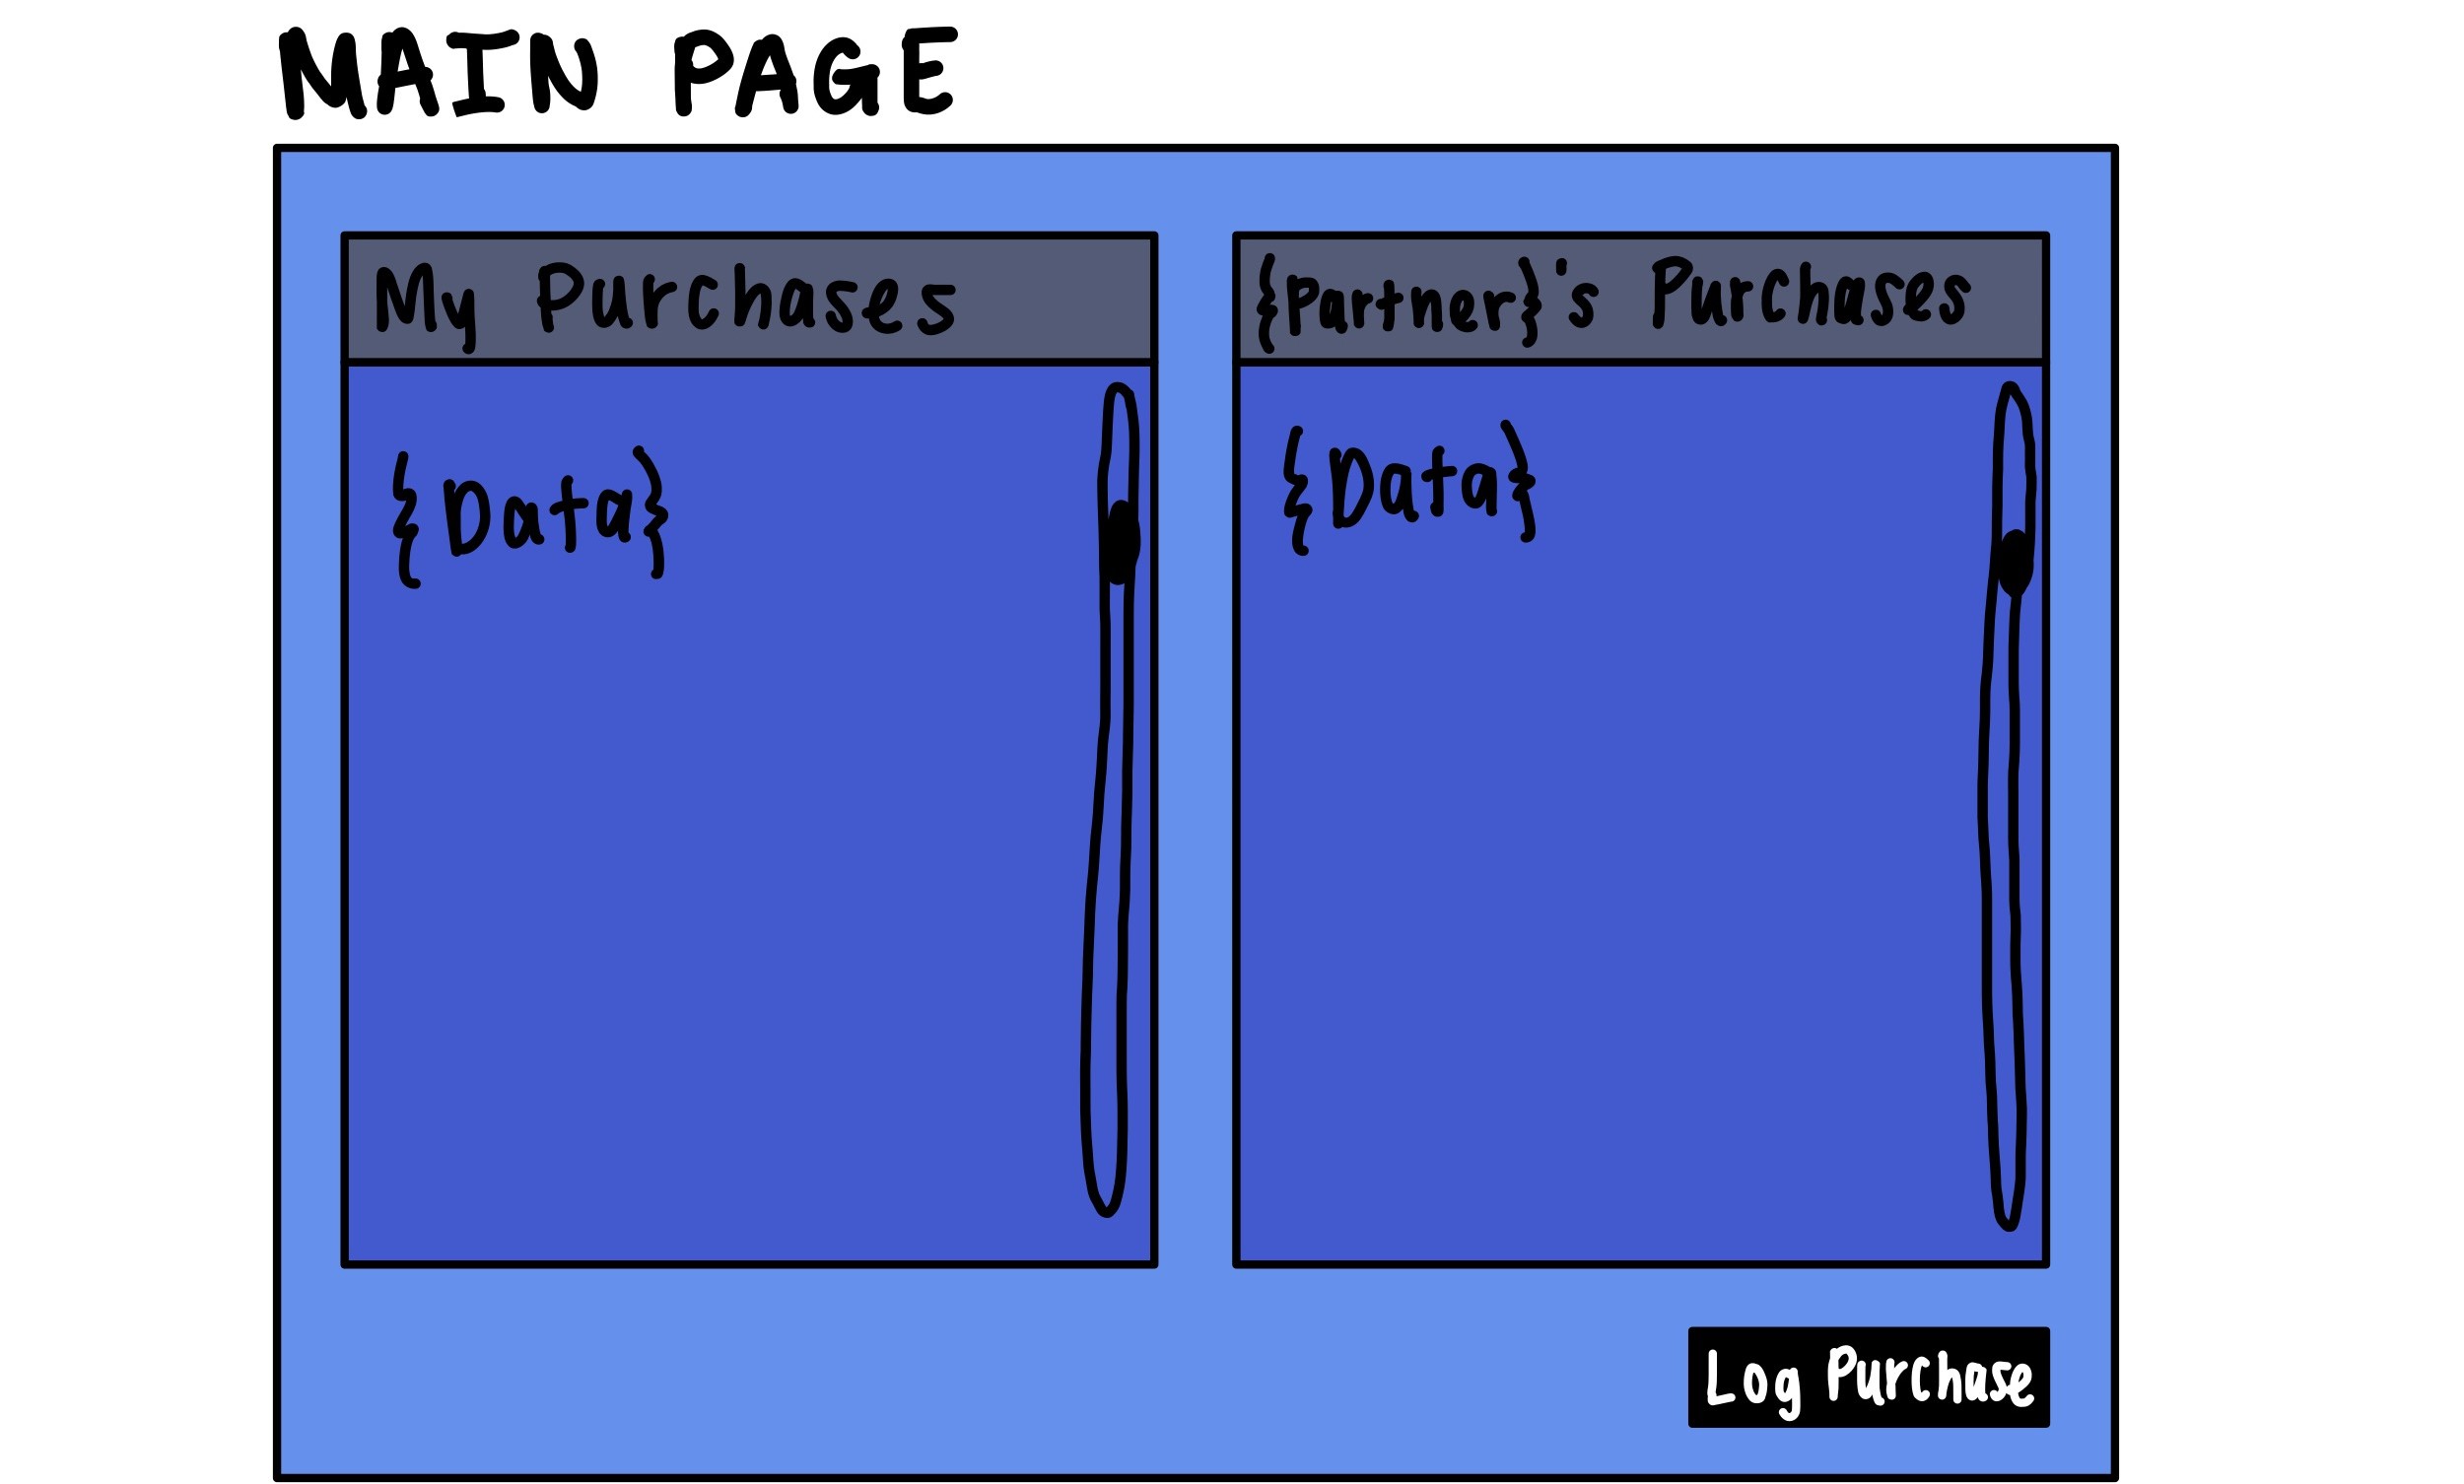 MAIN PAGE
My Purchases
{partner}'s Purchases
{Data}
{Data}
Log Purchase